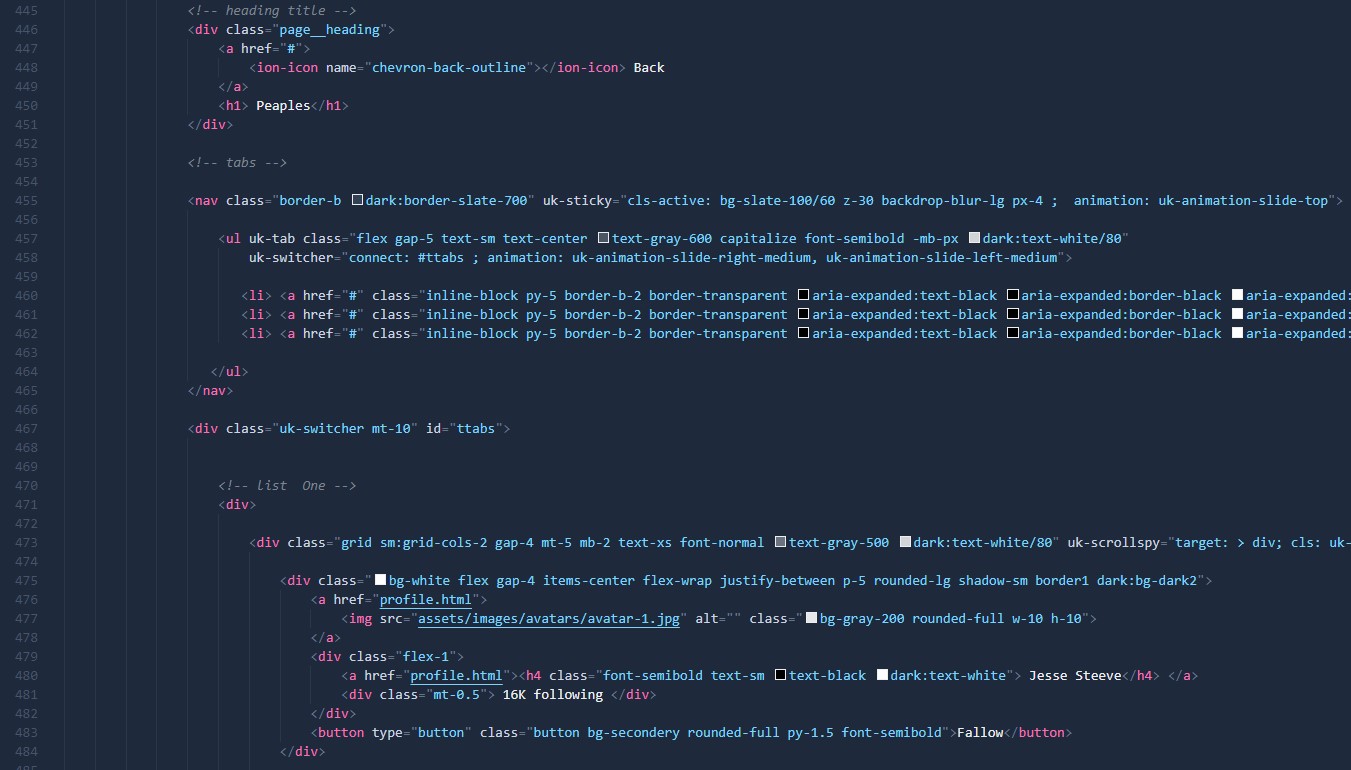 445 <!-- heading title -->
446 <div class="page__heading">
447 <a href="#">
448 <ion-icon name="chevron-back-outline"></ion-icon> Back
449 </a>
450 <h1> Peaples</h1>
451 </div>
452
453 <!-- tabs -->
454
455 <nav class="border-b dark:border-slate-700" uk-sticky="cls-active: bg-slate-100/60 z-30 backdrop-blur-lg px-4 ;  animation: uk-animation-slide-top">
456
457 <ul uk-tab class="flex gap-5 text-sm text-center text-gray-600 capitalize font-semibold -mb-px dark:text-white/80"
458 uk-switcher="connect: #ttabs ; animation: uk-animation-slide-right-medium, uk-animation-slide-left-medium">
459
460 <li> <a href="#" class="inline-block py-5 border-b-2 border-transparent aria-expanded:text-black aria-expanded:border-black aria-expanded:
461 <li> <a href="#" class="inline-block py-5 border-b-2 border-transparent aria-expanded:text-black aria-expanded:border-black aria-expanded:
462 <li> <a href="#" class="inline-block py-5 border-b-2 border-transparent aria-expanded:text-black aria-expanded:border-black aria-expanded:
463
464 </ul>
465 </nav>
466
467 <div class="uk-switcher mt-10" id="ttabs">
468
469
470 <!-- list  One -->
471 <div>
472
473 <div class="grid sm:grid-cols-2 gap-4 mt-5 mb-2 text-xs font-normal text-gray-500 dark:text-white/80" uk-scrollspy="target: > div; cls: uk-
474
475 <div class="bg-white flex gap-4 items-center flex-wrap justify-between p-5 rounded-lg shadow-sm border1 dark:bg-dark2">
476 <a href="profile.html">
477 <img src="assets/images/avatars/avatar-1.jpg" alt="" class="bg-gray-200 rounded-full w-10 h-10">
478 </a>
479 <div class="flex-1">
480 <a href="profile.html"><h4 class="font-semibold text-sm text-black dark:text-white"> Jesse Steeve</h4> </a>
481 <div class="mt-0.5"> 16K following </div>
482 </div>
483 <button type="button" class="button bg-secondery rounded-full py-1.5 font-semibold">Fallow</button>
484 </div>